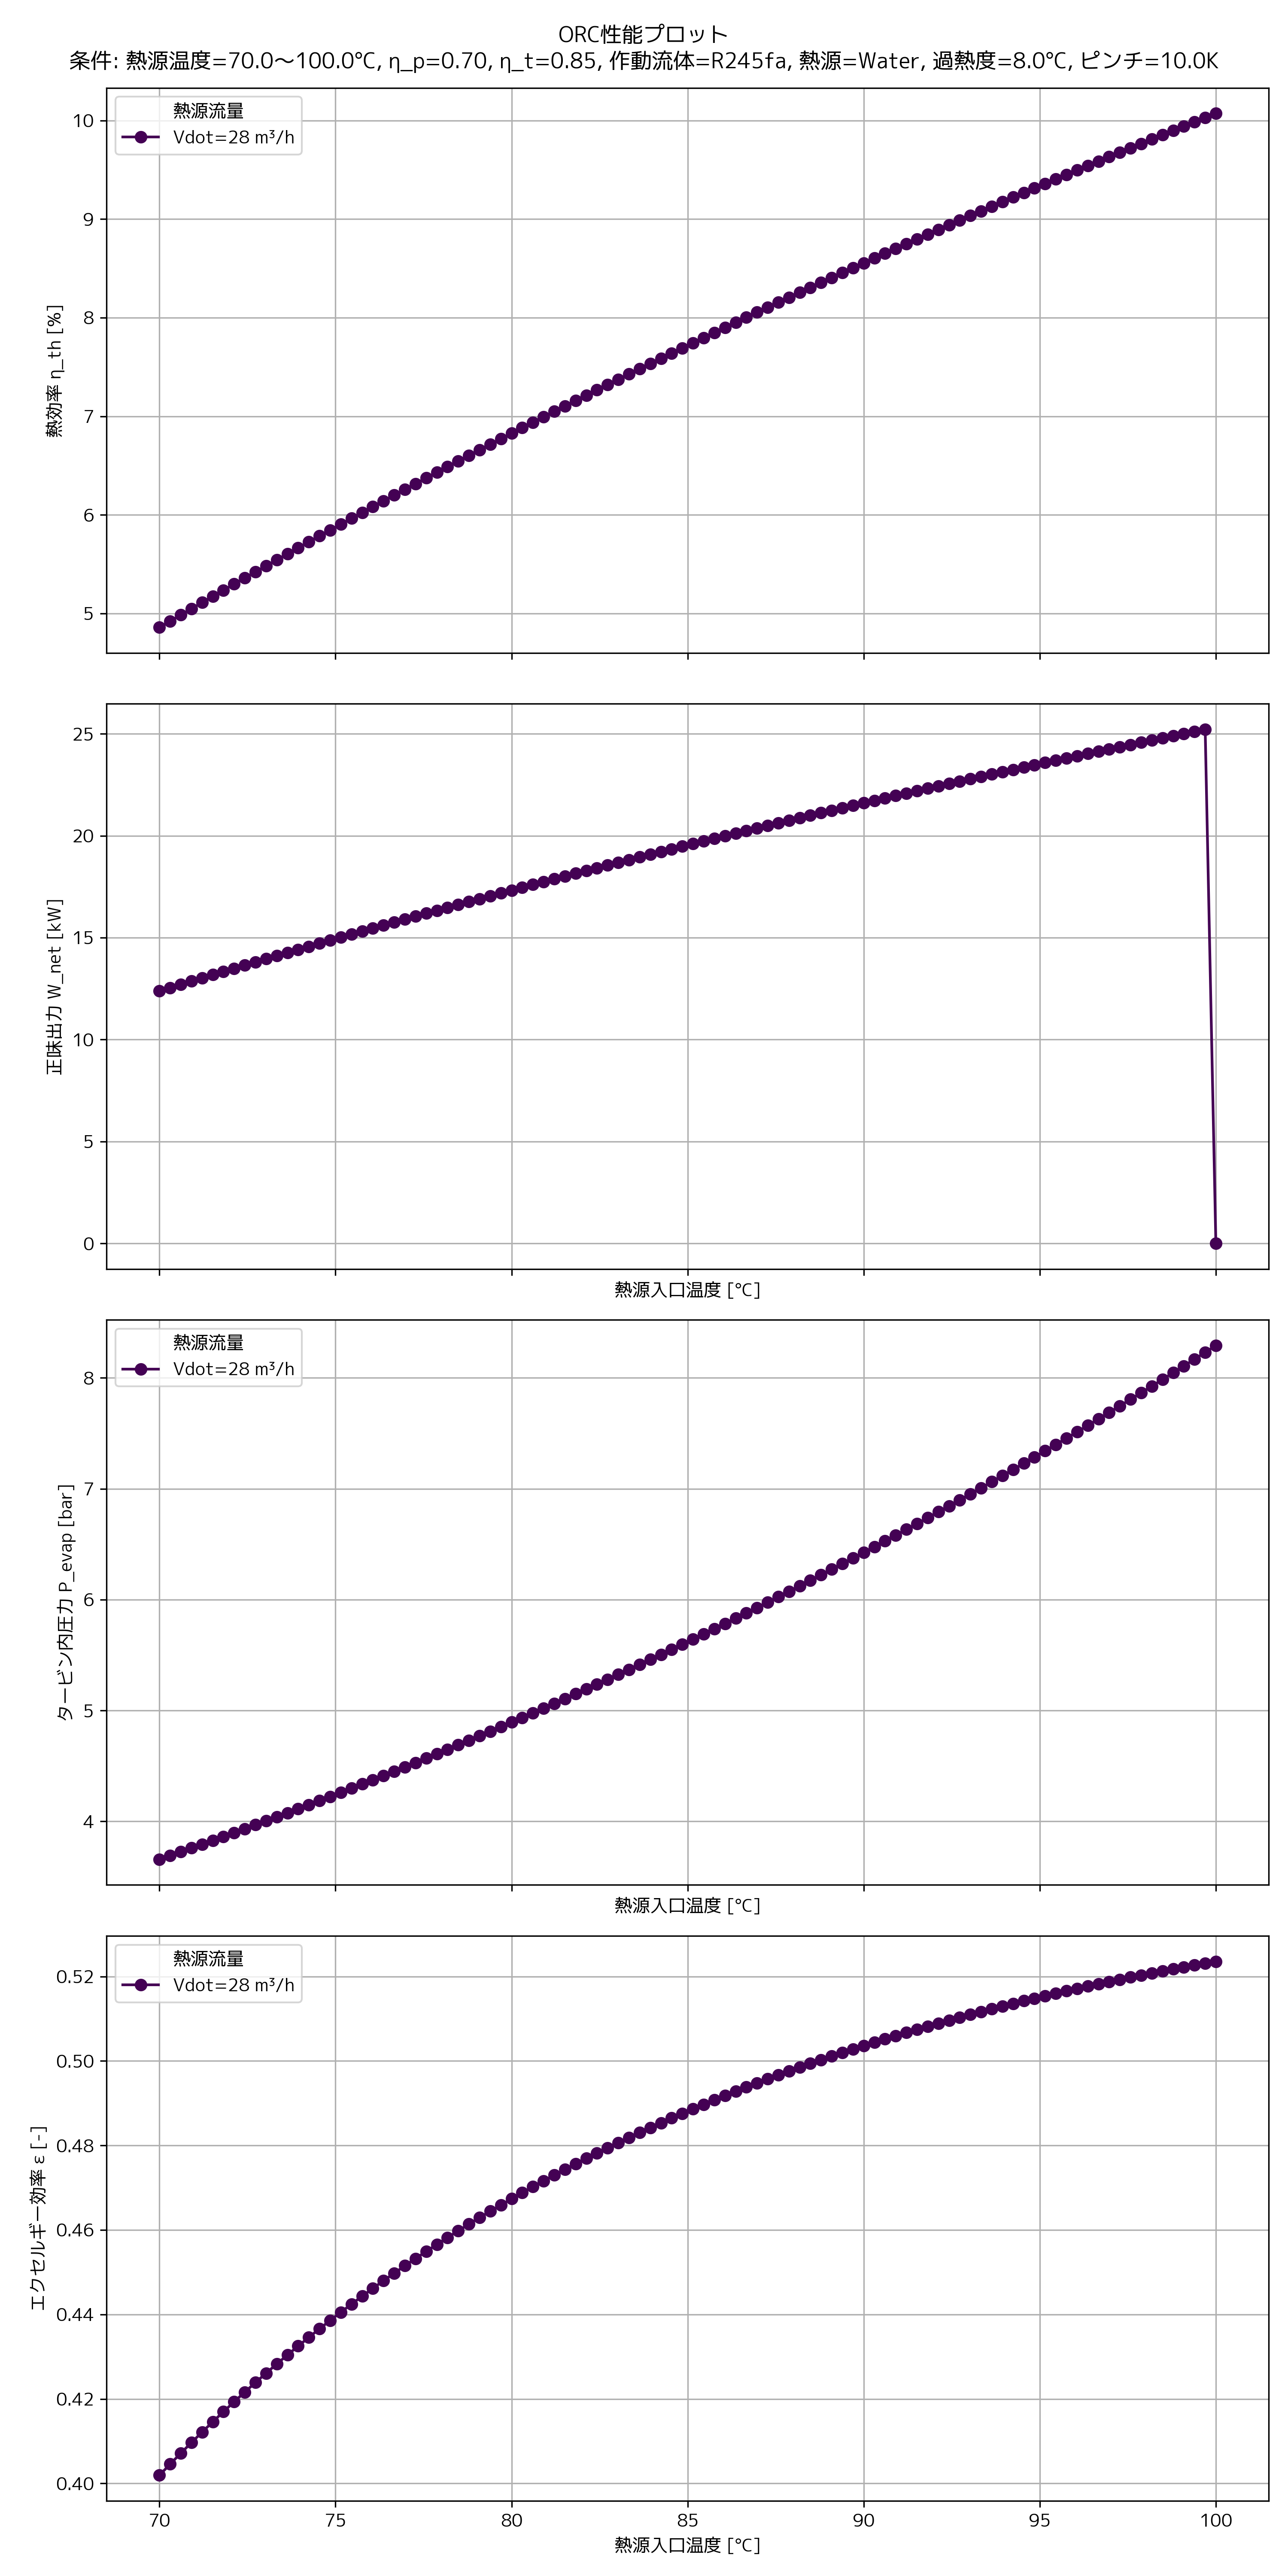 ORC性能プロット
条件: 熱源温度=70.0～100.0℃, η_p=0.70, η_t=0.85, 作動流体=R245fa, 熱源=Water, 過熱度=8.0℃, ピンチ=10.0K
熱源流量
Vdot=28 m³/h
熱効率 η_th [%]
10
9
8
7
6
5
正味出力 W_net [kW]
25
20
15
10
5
0
熱源入口温度 [℃]
熱源流量
Vdot=28 m³/h
タービン内圧力 P_evap [bar]
8
7
6
5
4
熱源入口温度 [℃]
熱源流量
Vdot=28 m³/h
エクセルギー効率 ε [-]
0.52
0.50
0.48
0.46
0.44
0.42
0.40
70 75 80 85 90 95 100
熱源入口温度 [℃]